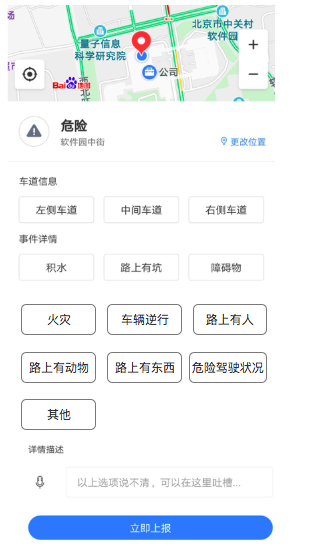 北京市中关村
软件园
量子信息
科学研究院
公司
+
−
Bai du 地图
危险
软件园中街
更改位置
车道信息
左侧车道
中间车道
右侧车道
事件详情
积水
路上有坑
障碍物
火灾
车辆逆行
路上有人
路上有动物
路上有东西
危险驾驶状况
其他
详情描述
以上选项说不清，可以在这里吐槽...
立即上报